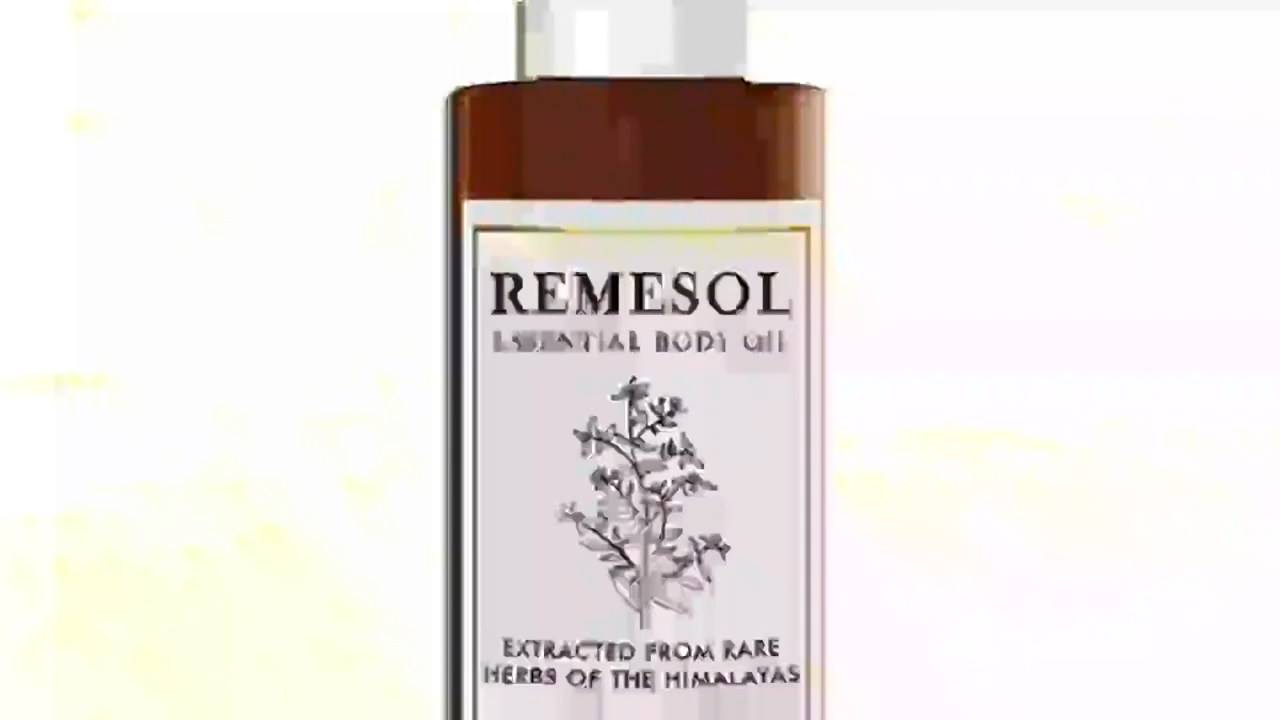 REMESOL
ESSENTIAL BODY OIL
EXTRACTED FROM RARE
HERBS OF THE HIMALAYAS